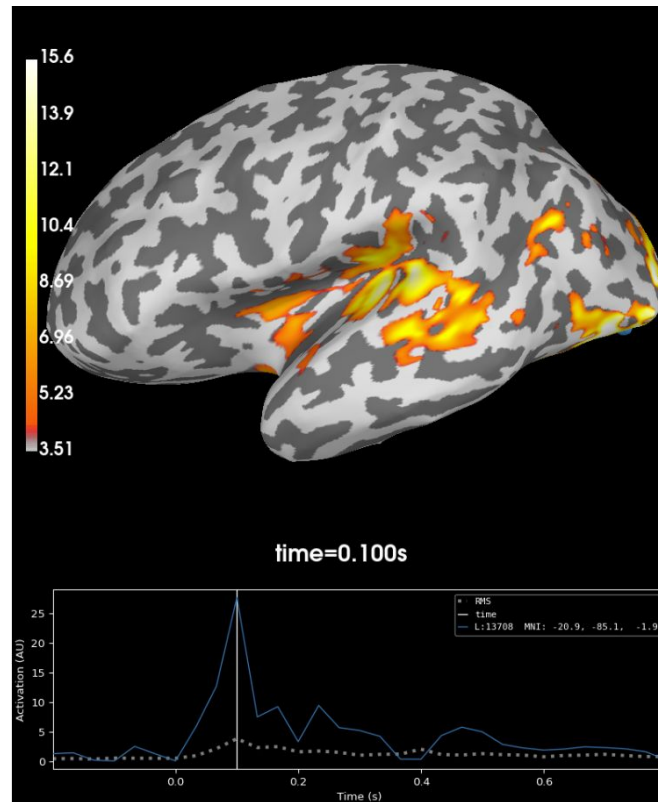 15.6
13.9
12.1
10.4
8.69
6.96
5.23
3.51
time=0.100s
RMS
time
L:13708 MNI: -20.9, -85.1, -1.9
25
20
15
10
5
0
Activation (AU)
0.0 0.2 0.4 0.6
Time (s)